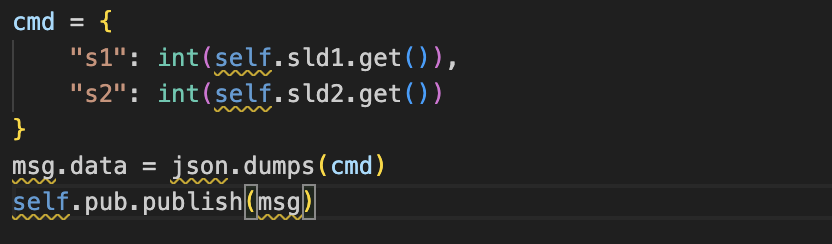 cmd = {
    "s1": int(self.sld1.get()),
    "s2": int(self.sld2.get())
}
msg.data = json.dumps(cmd)
self.pub.publish(msg)